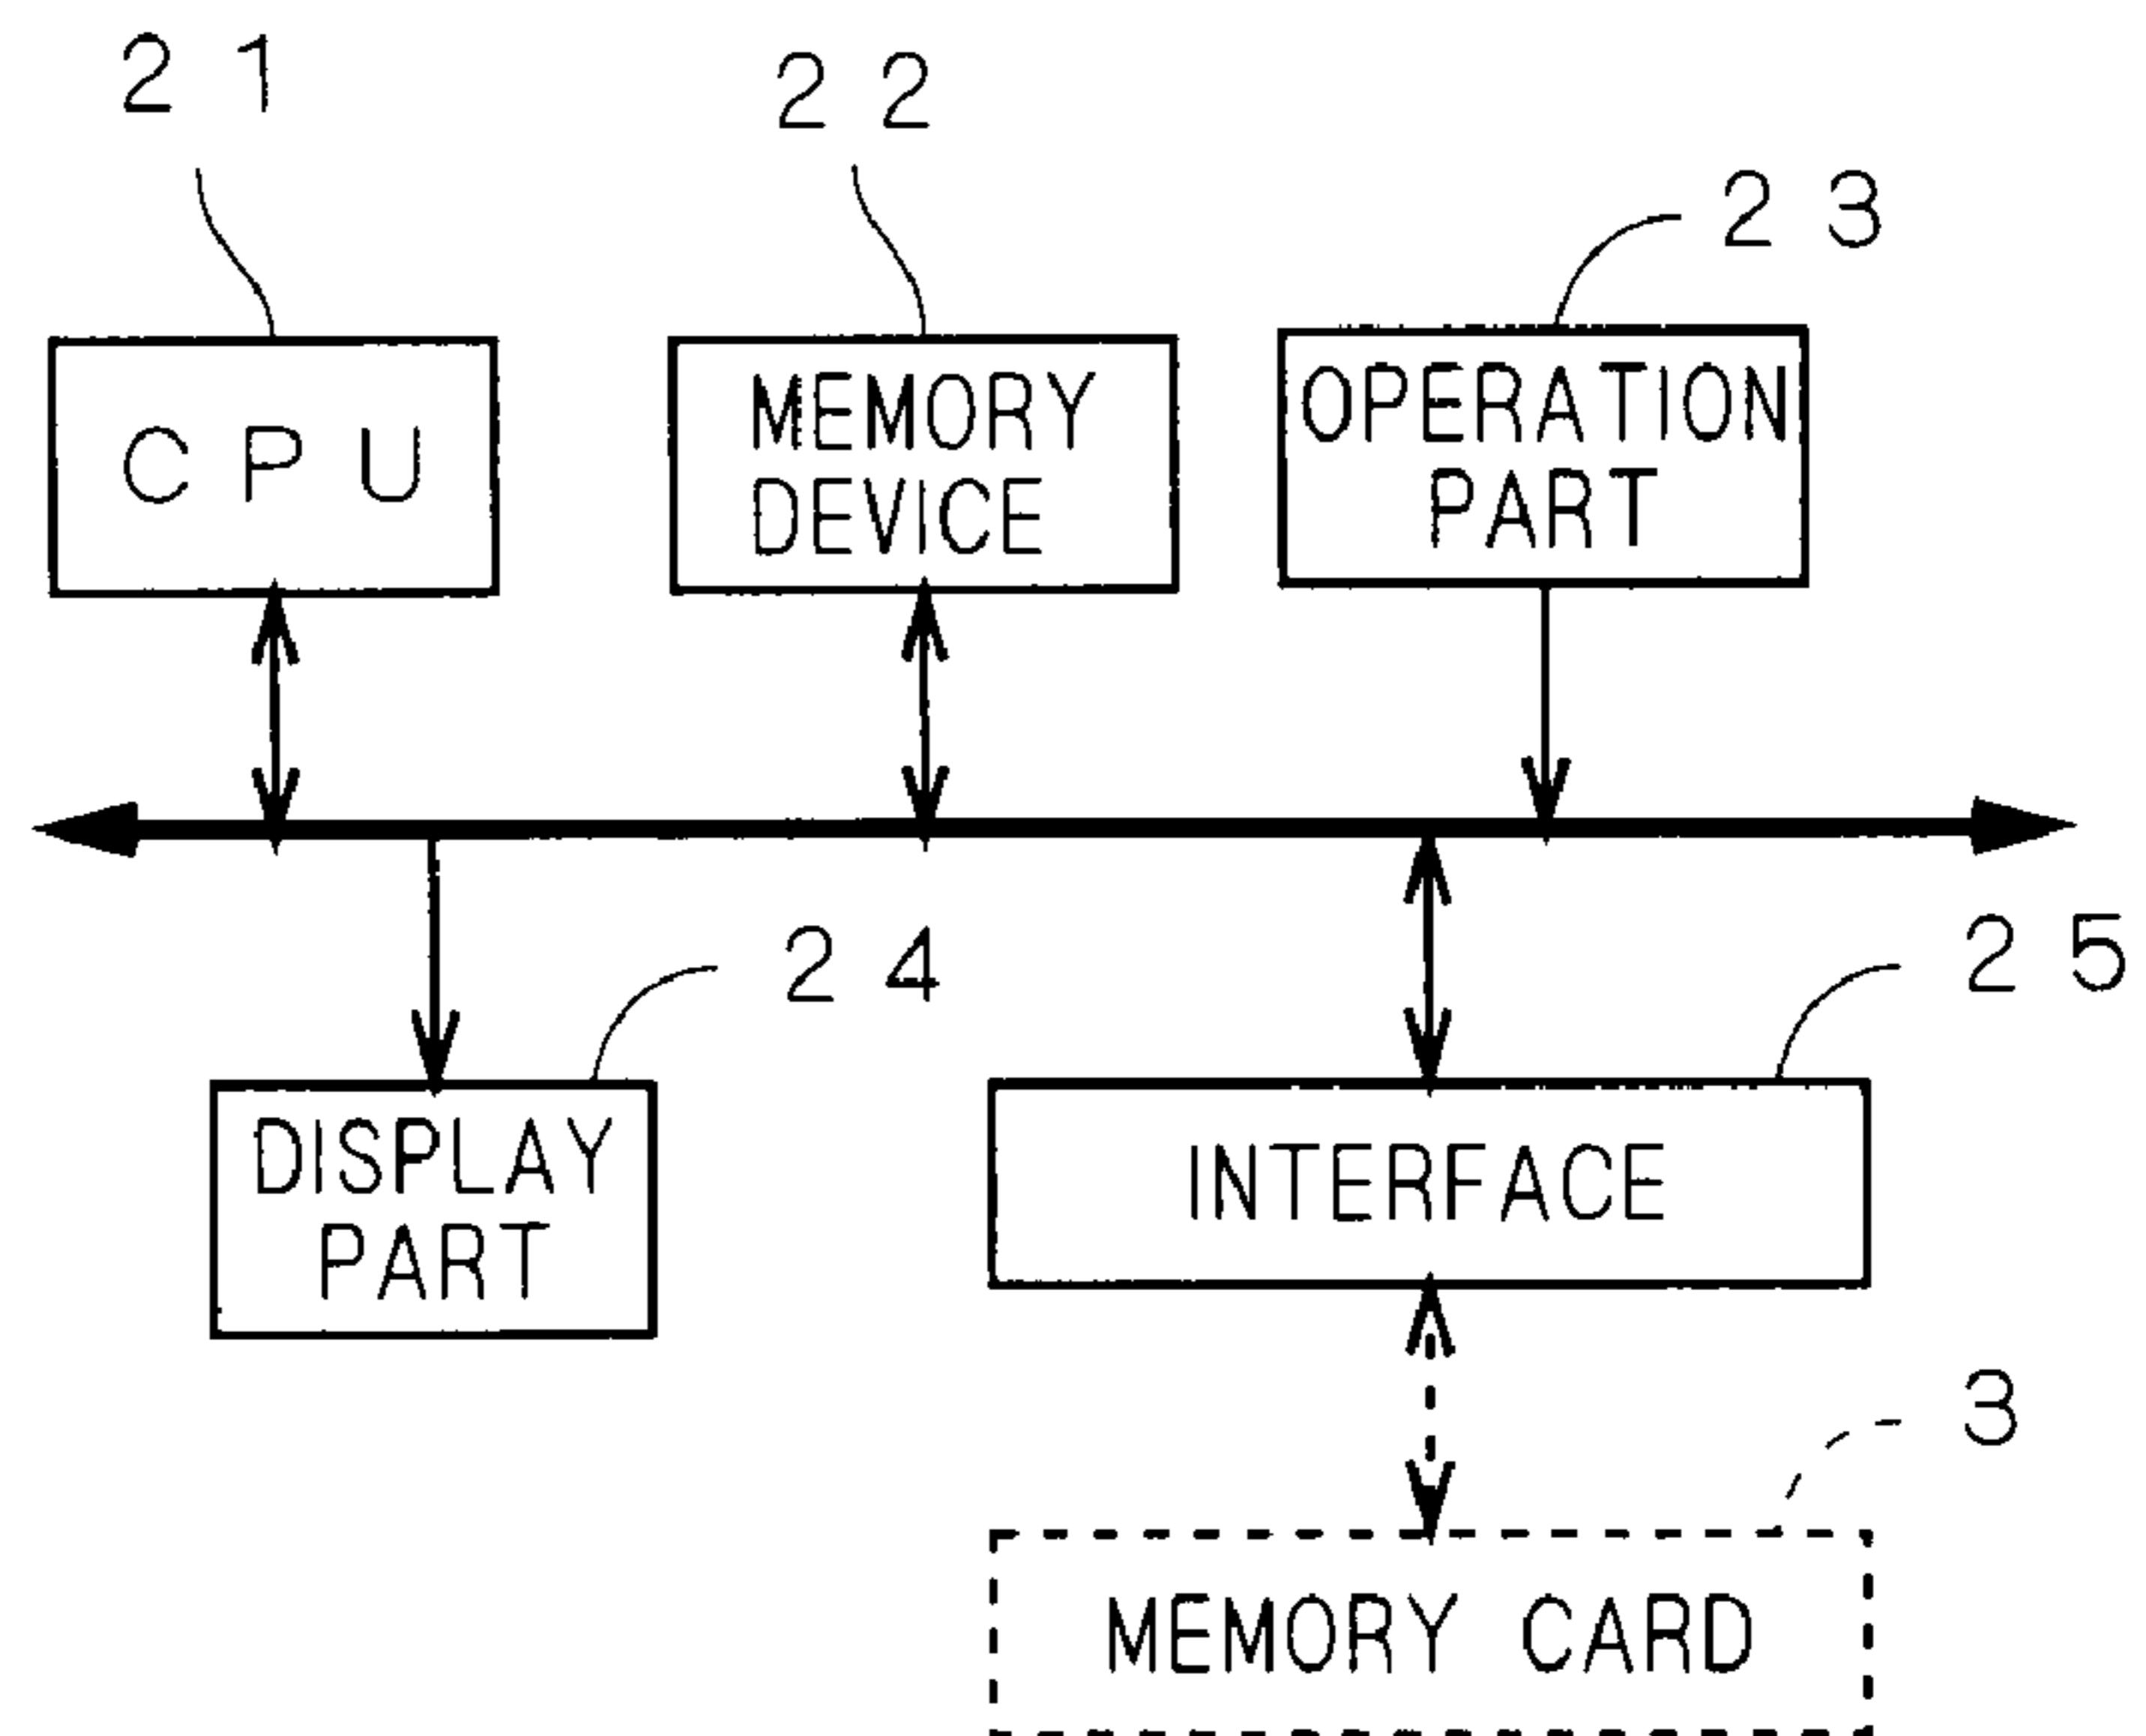 21
22
23
CPU
MEMORY
DEVICE
OPERATION
PART
24
25
DISPLAY
PART
INTERFACE
3
MEMORY CARD